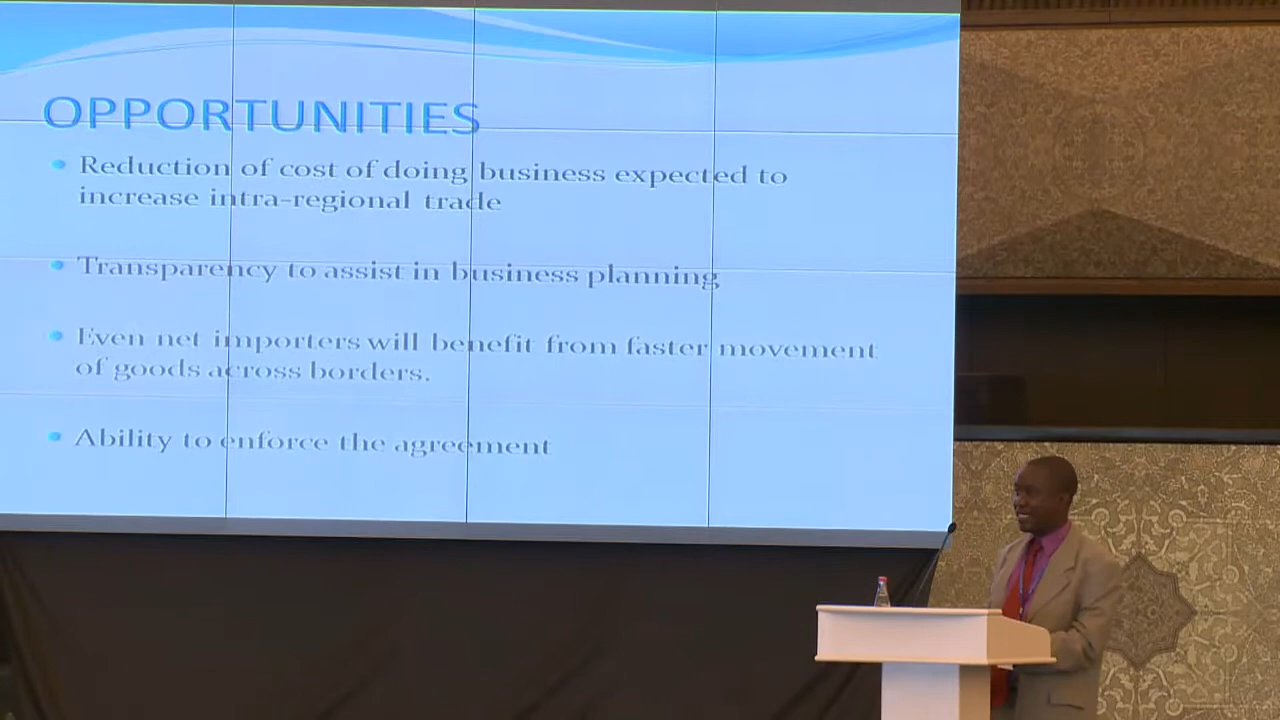 OPPORTUNITIES
Reduction of cost of doing business expected to
increase intra-regional trade
Transparency to assist in business planning
Even net importers will benefit from faster movement
of goods across borders.
Ability to enforce the agreement